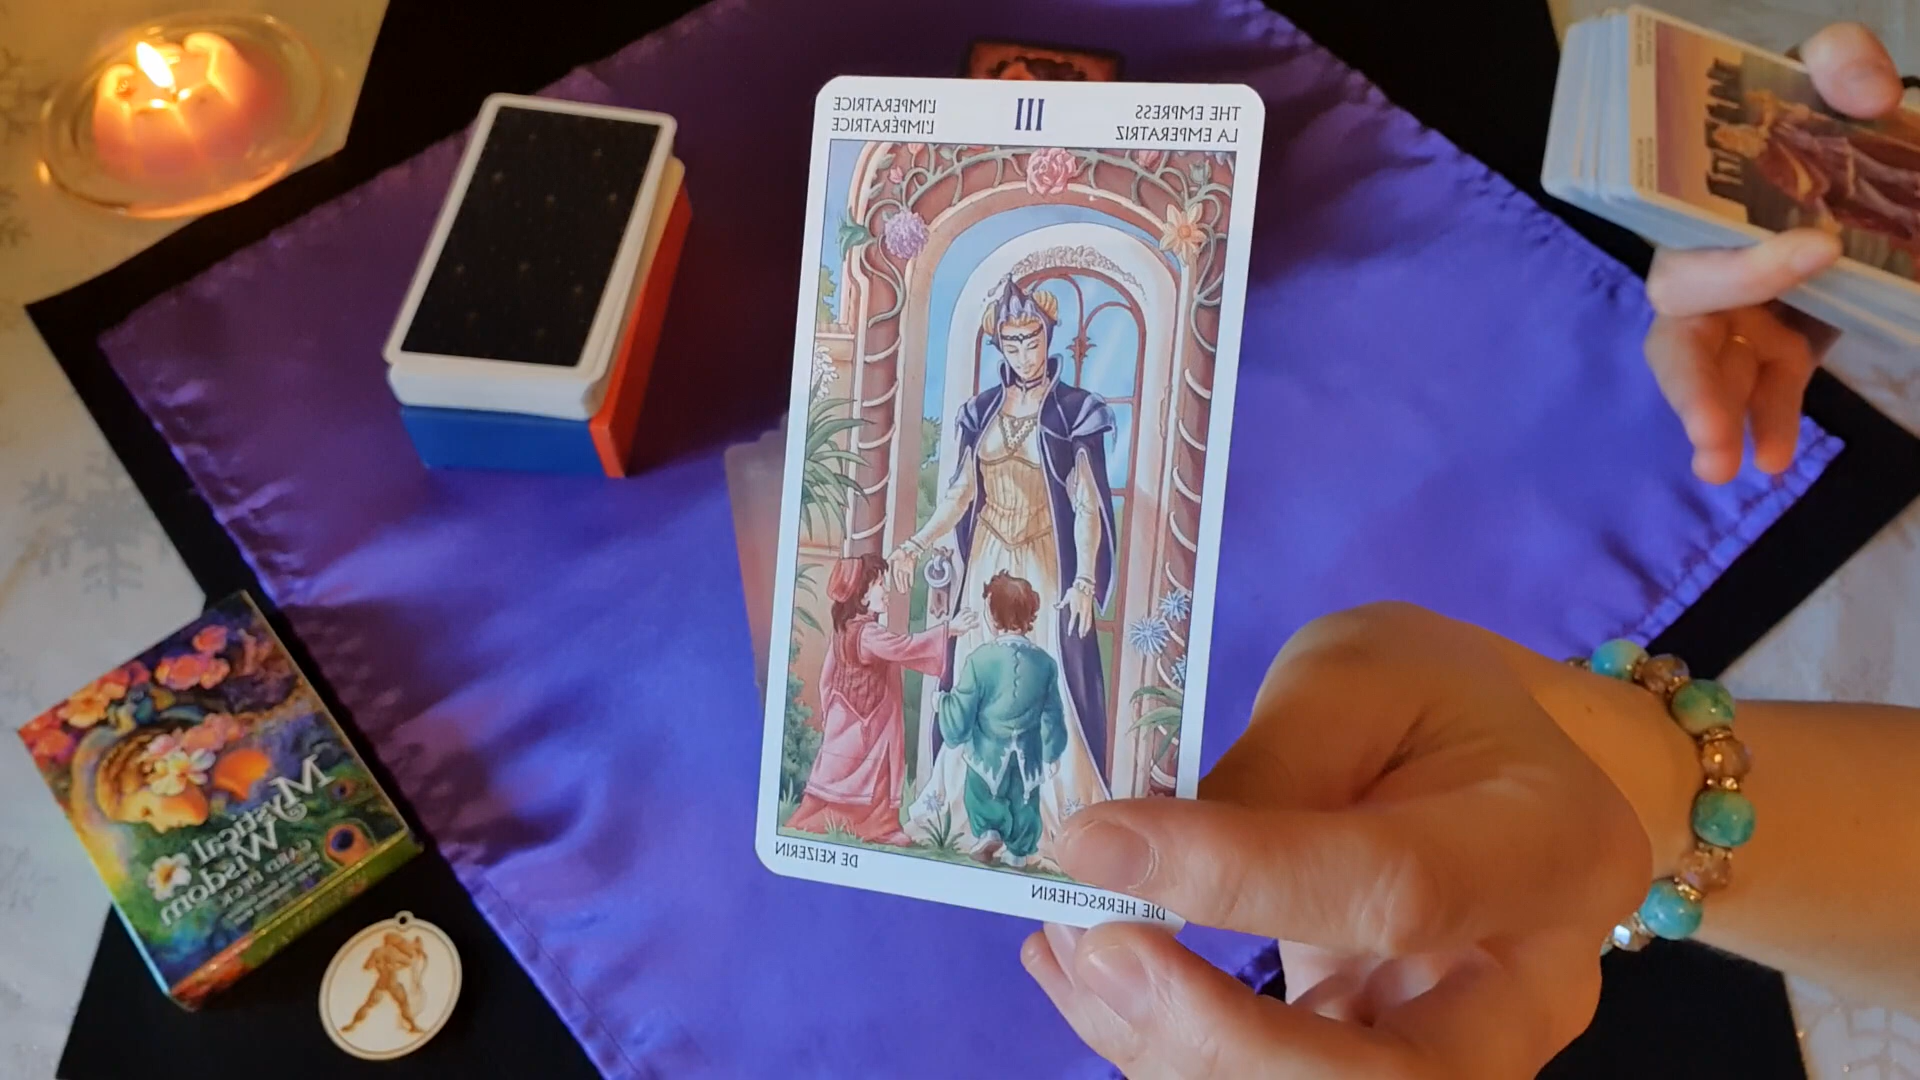 THE EMPRESS
LA EMPERATRIZ
III
L'IMPERATRICE
L'IMPÉRATRICE
DIE HERRSCHERIN
DE KEIZERIN
Mystical
Wisdom
CARD DECK